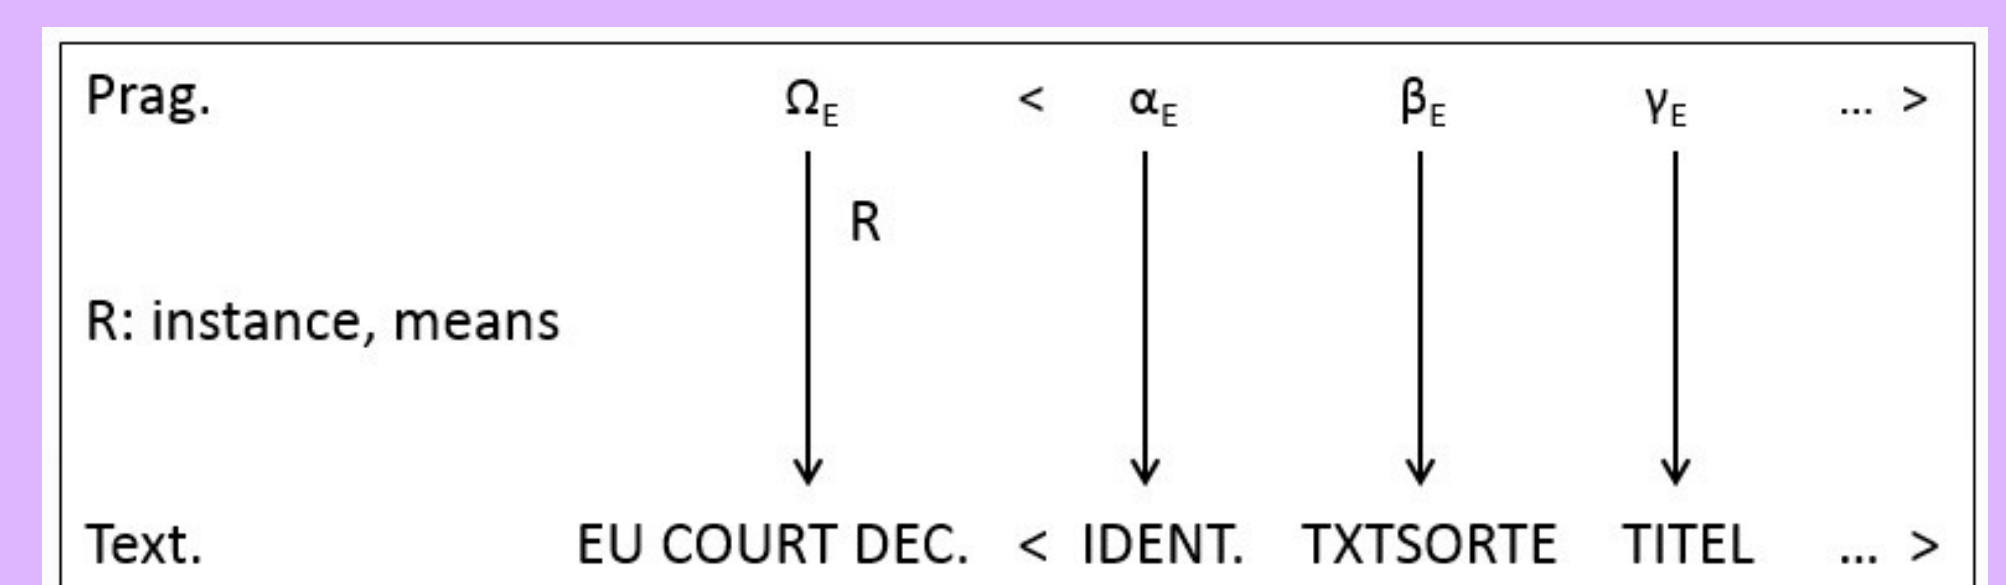 Prag. Ω_E < α_E β_E γ_E ... >
R
R: instance, means
Text. EU COURT DEC. < IDENT. TXTSORTE TITEL ... >